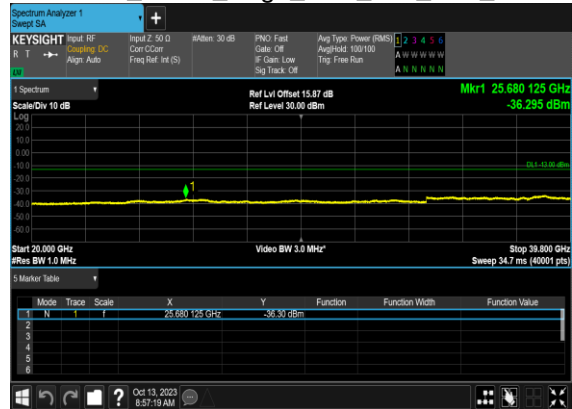 Spectrum Analyzer 1
Swept SA
+
KEYSIGHT Input: RF Input Z: 50 Ω #Atten: 30 dB PNO: Fast Avg Type: Power (RMS) 1 2 3 4 5 6
R T Coupling: DC Corr CCorr Gate: Off Avg|Hold: 100/100 A W W W W W
Align: Auto Freq Ref: Int (S) IF Gain: Low Trig: Free Run
Sig Track: Off A N N N N N
1 Spectrum Ref Lvl Offset 15.87 dB Mkr1 25.680 125 GHz
Scale/Div 10 dB Ref Level 30.00 dBm -36.295 dBm
Log
20.0
10.0
0.00
-10.0
DL1 -13.00 dBm
-20.0
1
-30.0
-40.0
-50.0
-60.0
Start 20.000 GHz Video BW 3.0 MHz* Stop 39.800 GHz
#Res BW 1.0 MHz Sweep 34.7 ms (40001 pts)
5 Marker Table
Mode Trace Scale X Y Function Function Width Function Value
1 N 1 f 25.680 125 GHz -36.30 dBm
2
3
4
5
6
? Oct 13, 2023
8:57:19 AM